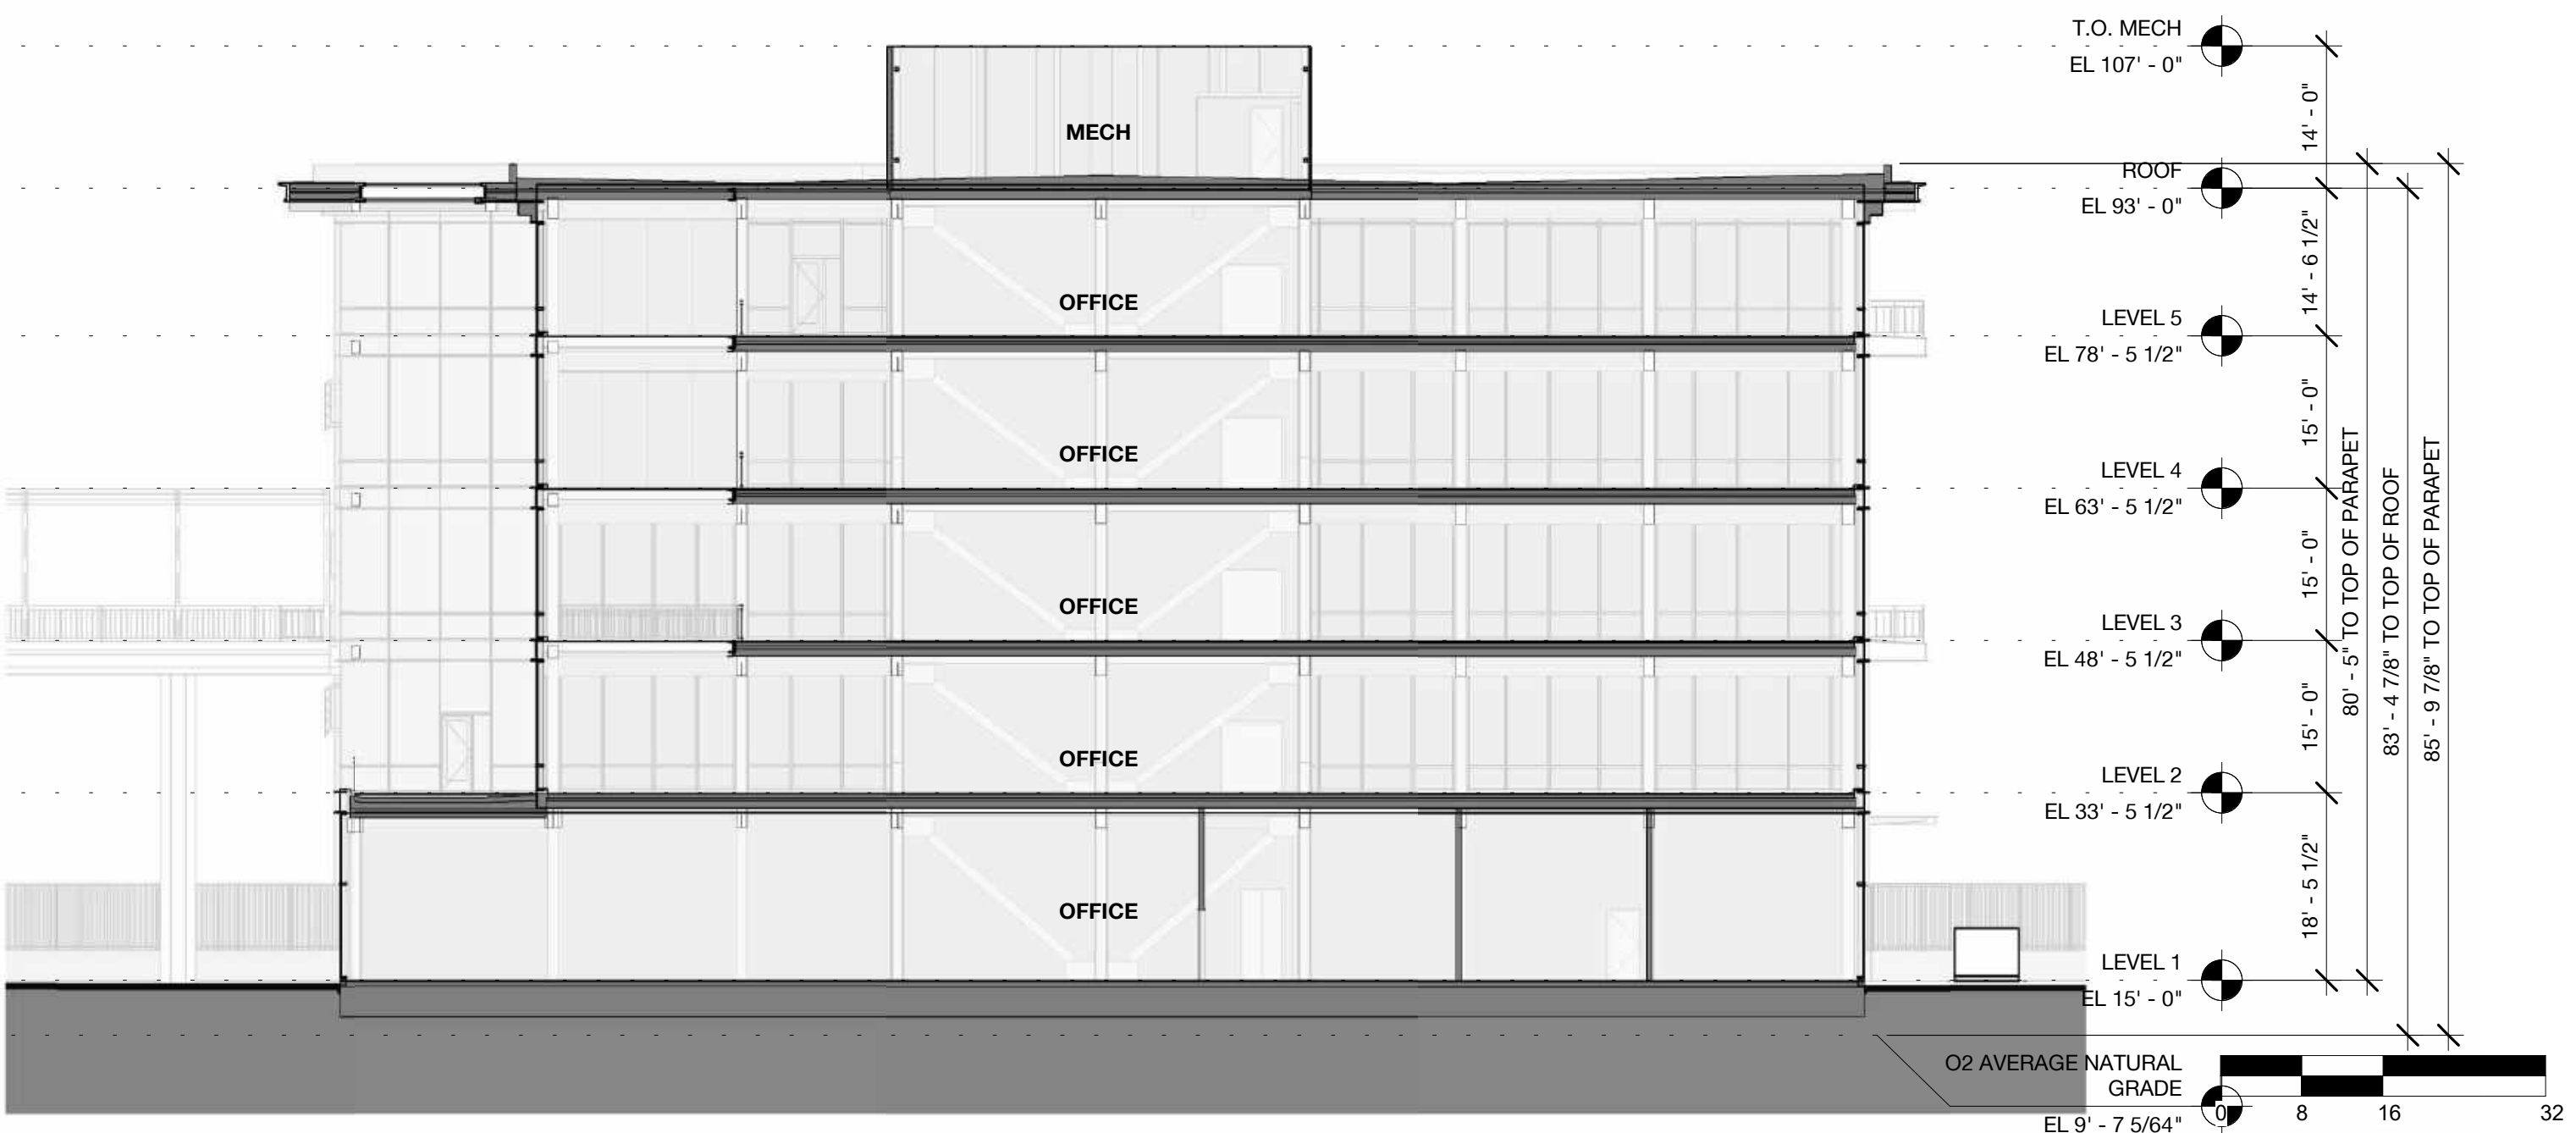 T.O. MECH
EL 107' - 0"
14' - 0"
MECH
ROOF
EL 93' - 0"
14' - 6 1/2"
OFFICE
LEVEL 5
EL 78' - 5 1/2"
15' - 0"
OFFICE
LEVEL 4
EL 63' - 5 1/2"
15' - 0"
OFFICE
LEVEL 3
EL 48' - 5 1/2"
15' - 0"
OFFICE
LEVEL 2
EL 33' - 5 1/2"
18' - 5 1/2"
OFFICE
LEVEL 1
EL 15' - 0"
80' - 5" TO TOP OF PARAPET
83' - 4 7/8" TO TOP OF ROOF
85' - 9 7/8" TO TOP OF PARAPET
O2 AVERAGE NATURAL
GRADE
EL 9' - 7 5/64"
0 8 16 32